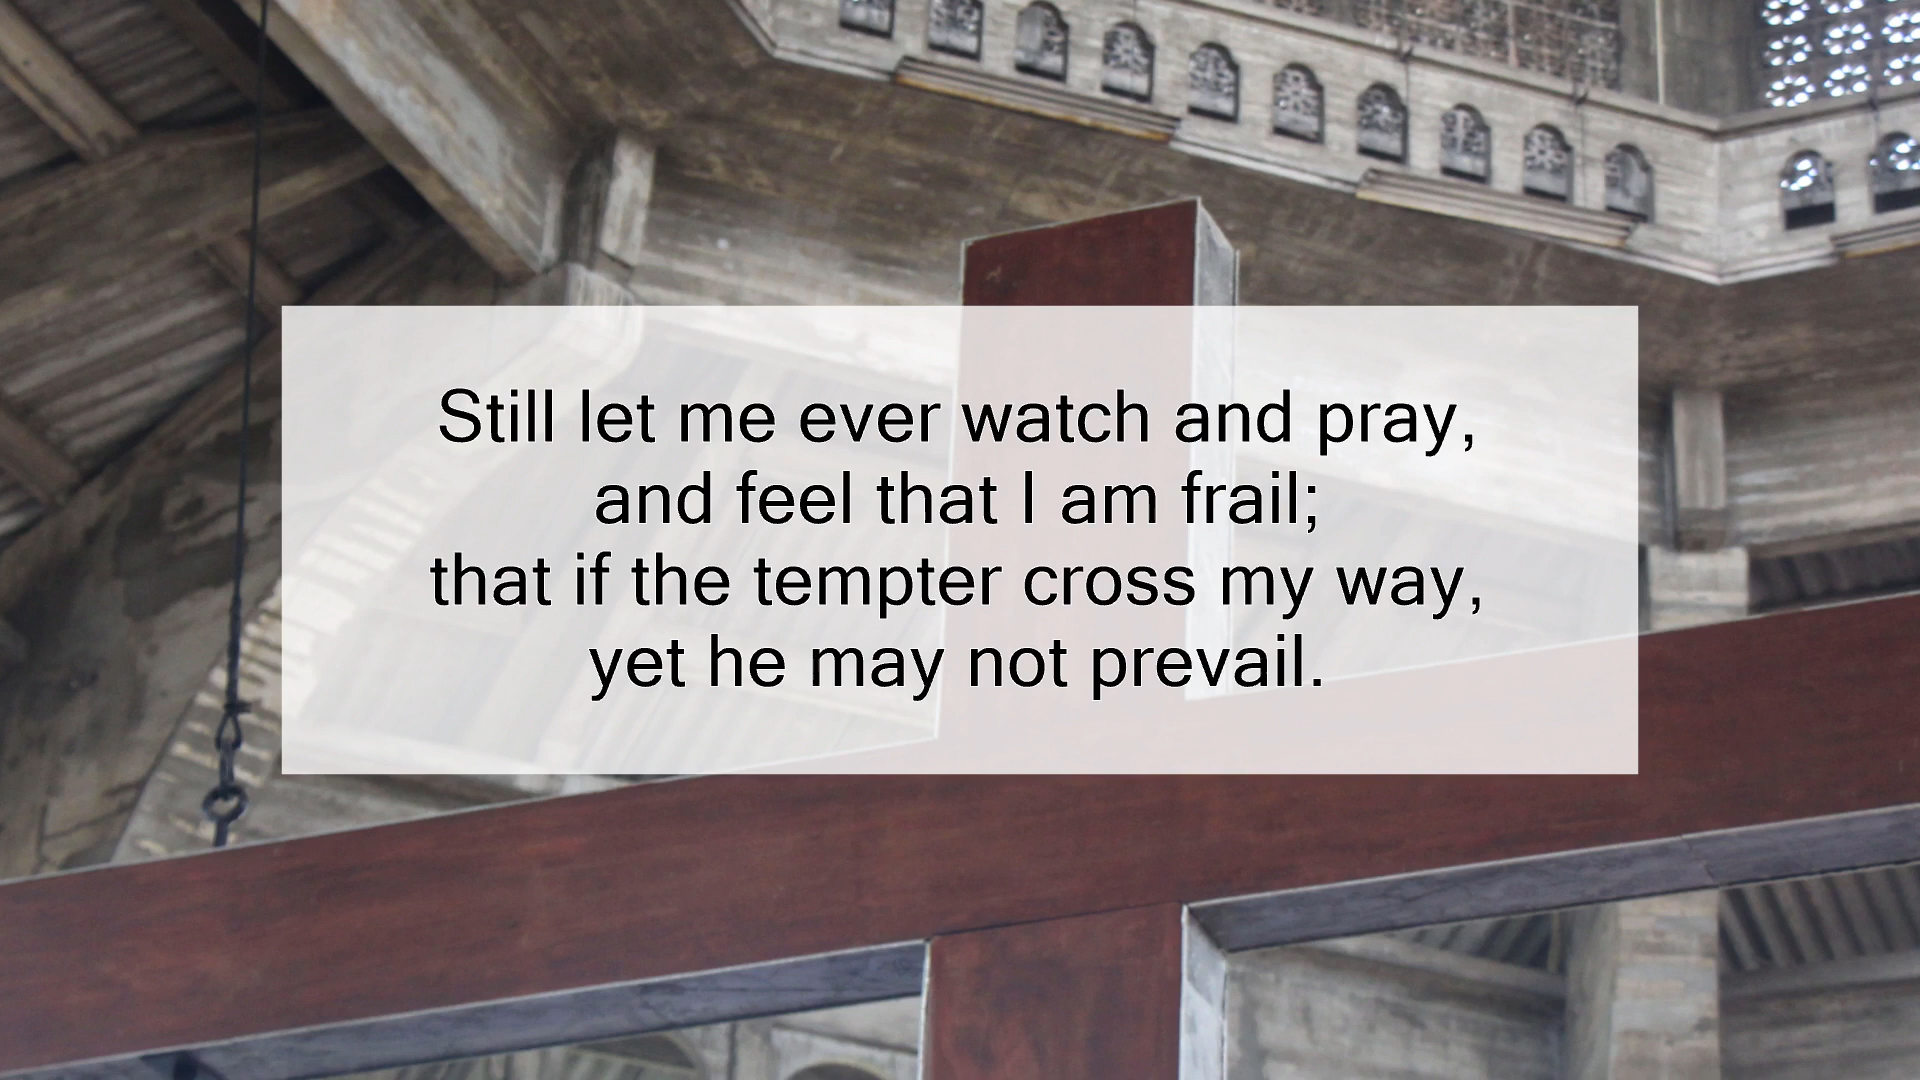 Still let me ever watch and pray,
and feel that I am frail;
that if the tempter cross my way,
yet he may not prevail.